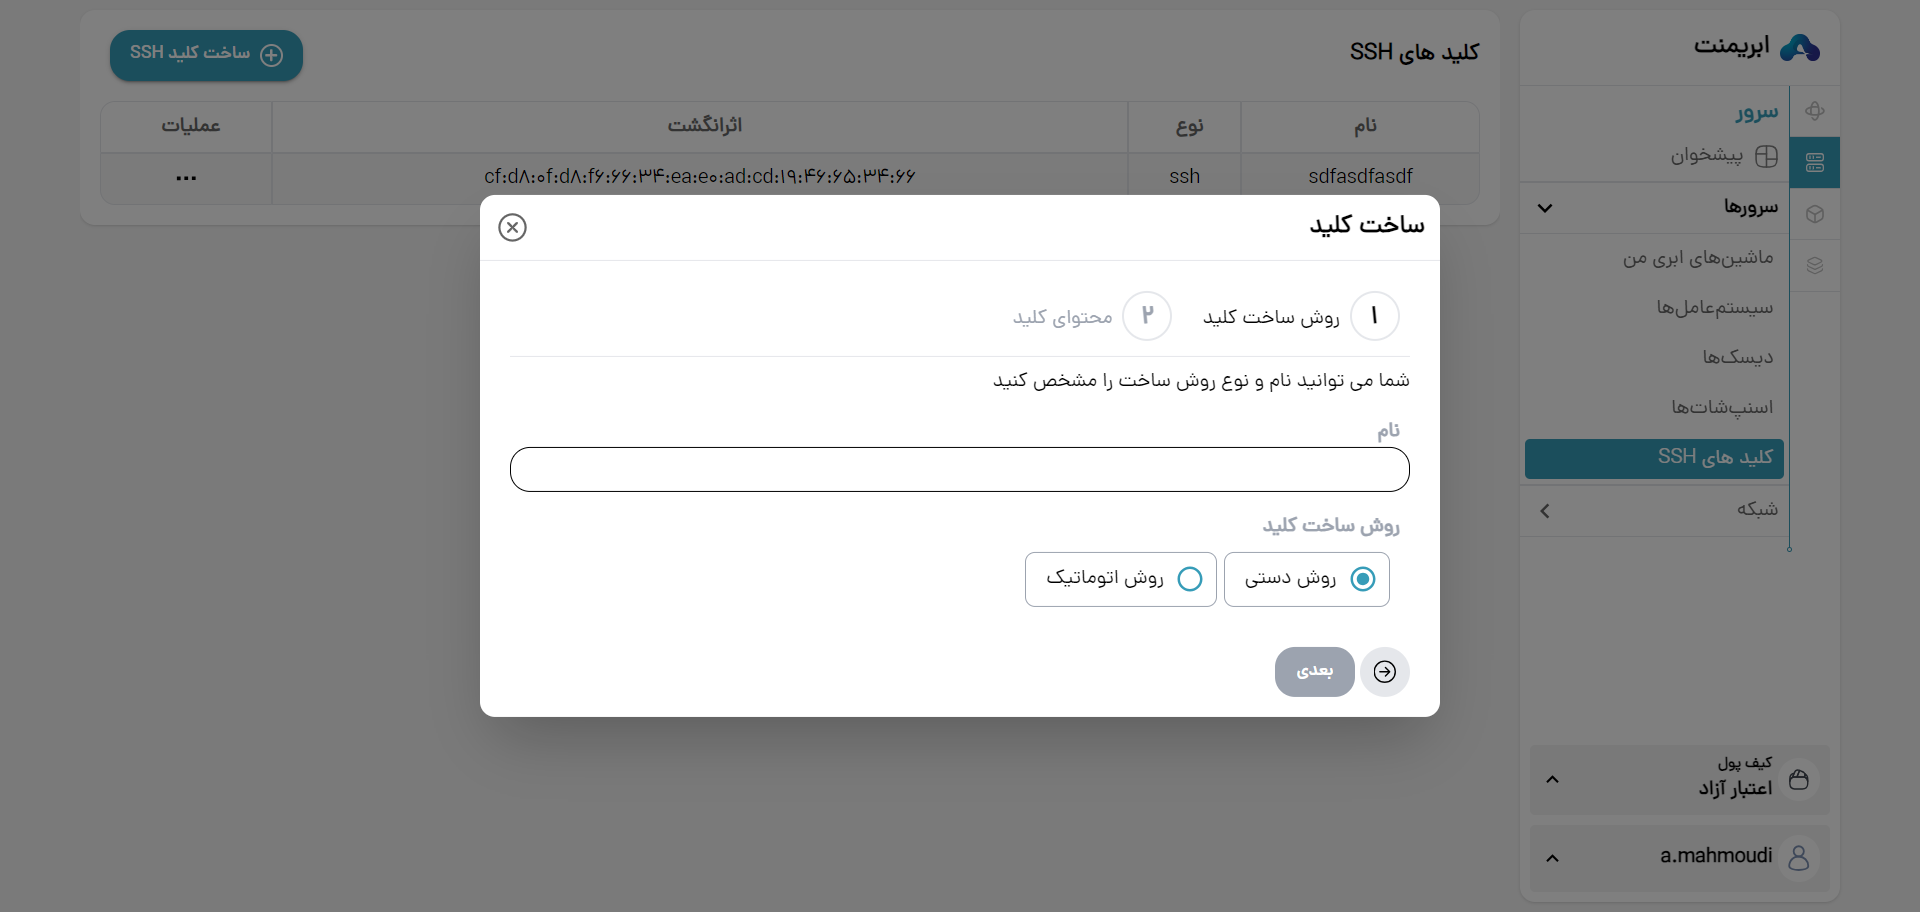 ابریمنت
سرور
پیشخوان
سرورها
ماشین‌های ابری من
سیستم‌عامل‌ها
دیسک‌ها
اسنپ‌شات‌ها
کلید های SSH
شبکه
کیف پول
اعتبار آزاد
a.mahmoudi
کلید های SSH
ساخت کلید SSH
نام نوع اثرانگشت عملیات
sdfasdfasdf ssh cf:d۸:۰f:d۸:f۶:۶۶:۳۴:ea:e۰:ad:cd:۱۹:۴۶:۶۵:۳۴:۶۶ ...
ساخت کلید
۱ روش ساخت کلید ۲ محتوای کلید
شما می توانید نام و نوع روش ساخت را مشخص کنید
نام
روش ساخت کلید
روش دستی روش اتوماتیک
بعدی